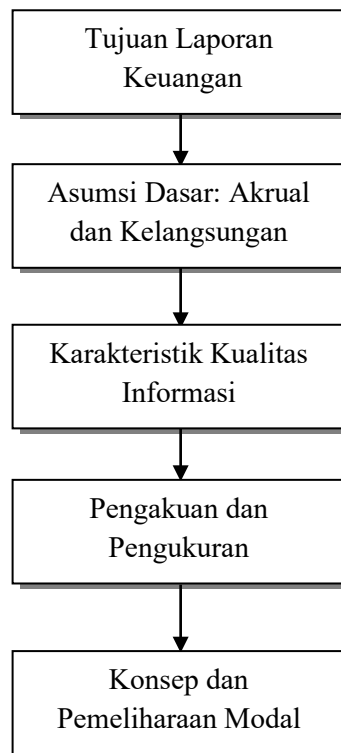 Tujuan Laporan
Keuangan
Asumsi Dasar: Akrual
dan Kelangsungan
Karakteristik Kualitas
Informasi
Pengakuan dan
Pengukuran
Konsep dan
Pemeliharaan Modal